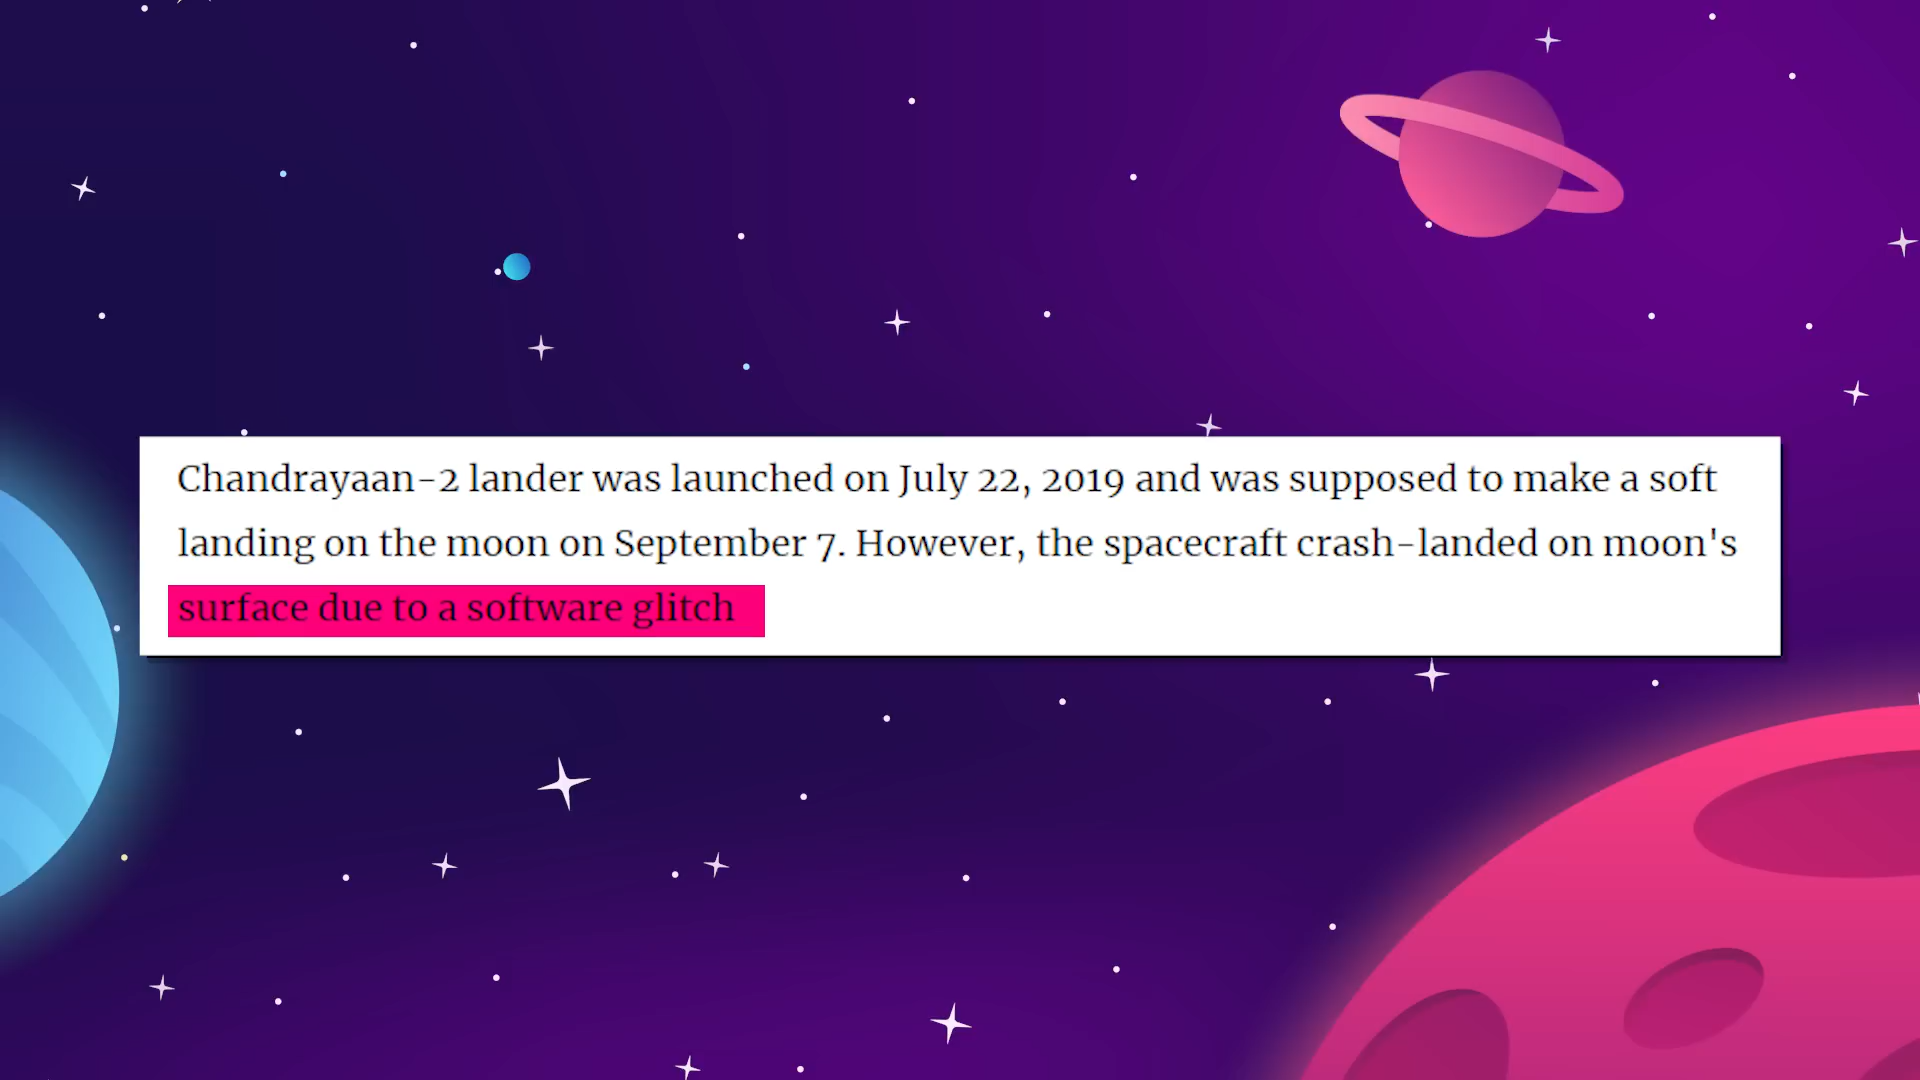 Chandrayaan-2 lander was launched on July 22, 2019 and was supposed to make a soft
landing on the moon on September 7. However, the spacecraft crash-landed on moon's
surface due to a software glitch